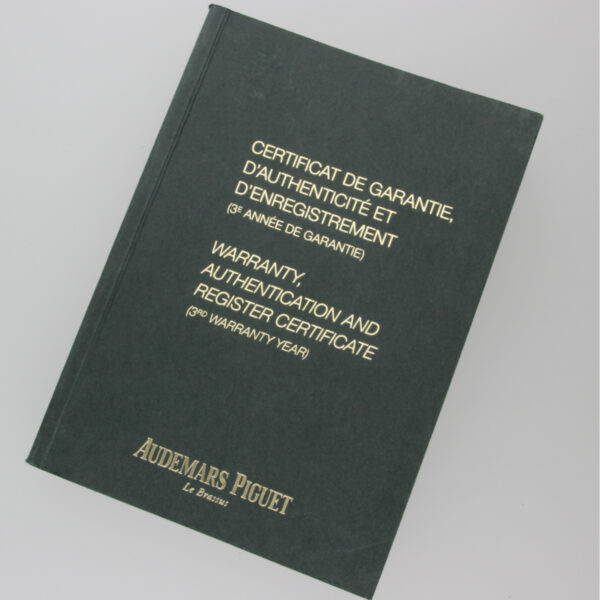 CERTIFICAT DE GARANTIE,
D'AUTHENTICITÉ ET
D'ENREGISTREMENT
(3E ANNÉE DE GARANTIE)
WARRANTY,
AUTHENTICATION AND
REGISTER CERTIFICATE
(3RD WARRANTY YEAR)
AUDEMARS PIGUET
Le Brassus